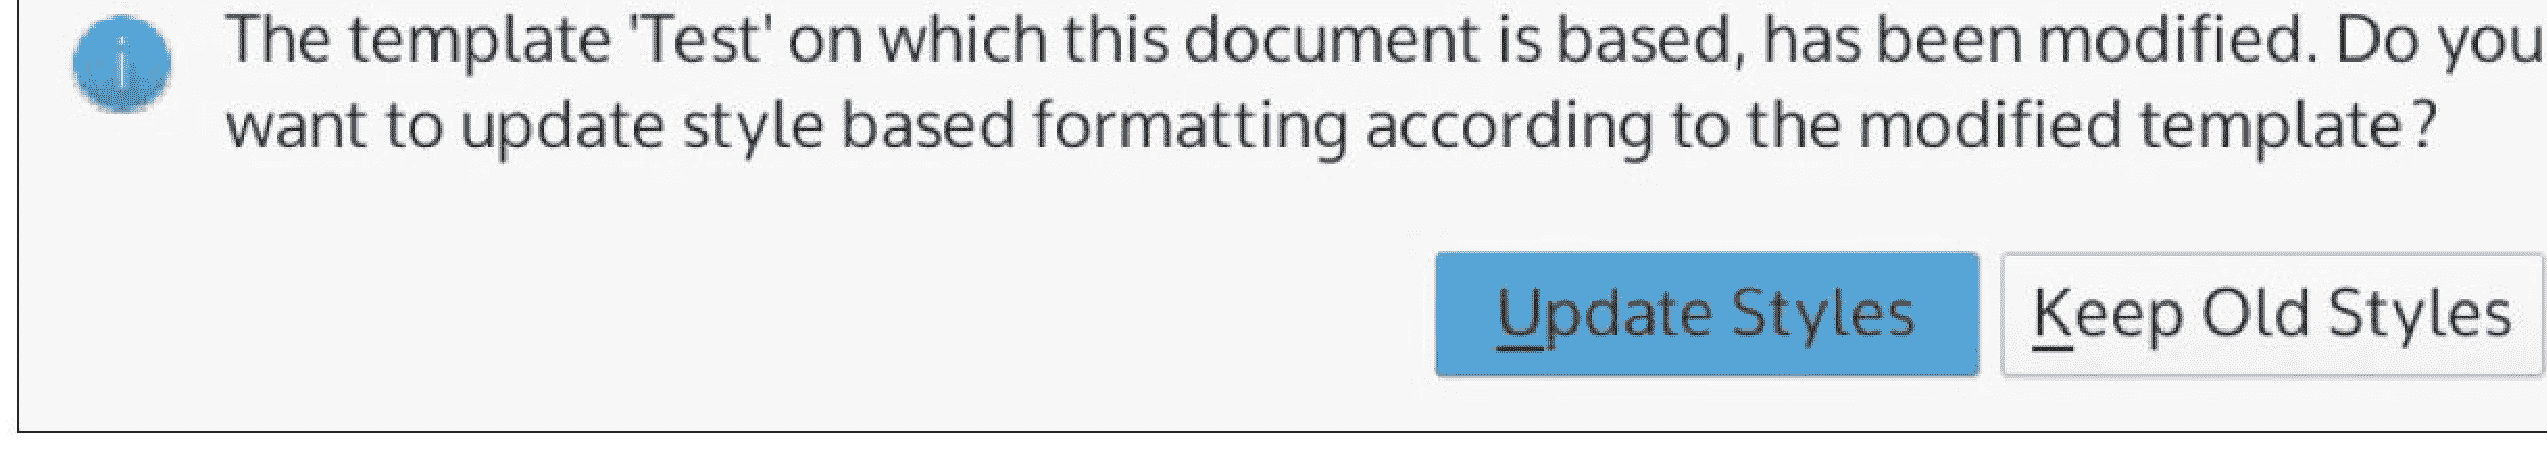 The template 'Test' on which this document is based, has been modified. Do you
want to update style based formatting according to the modified template?
Update Styles Keep Old Styles